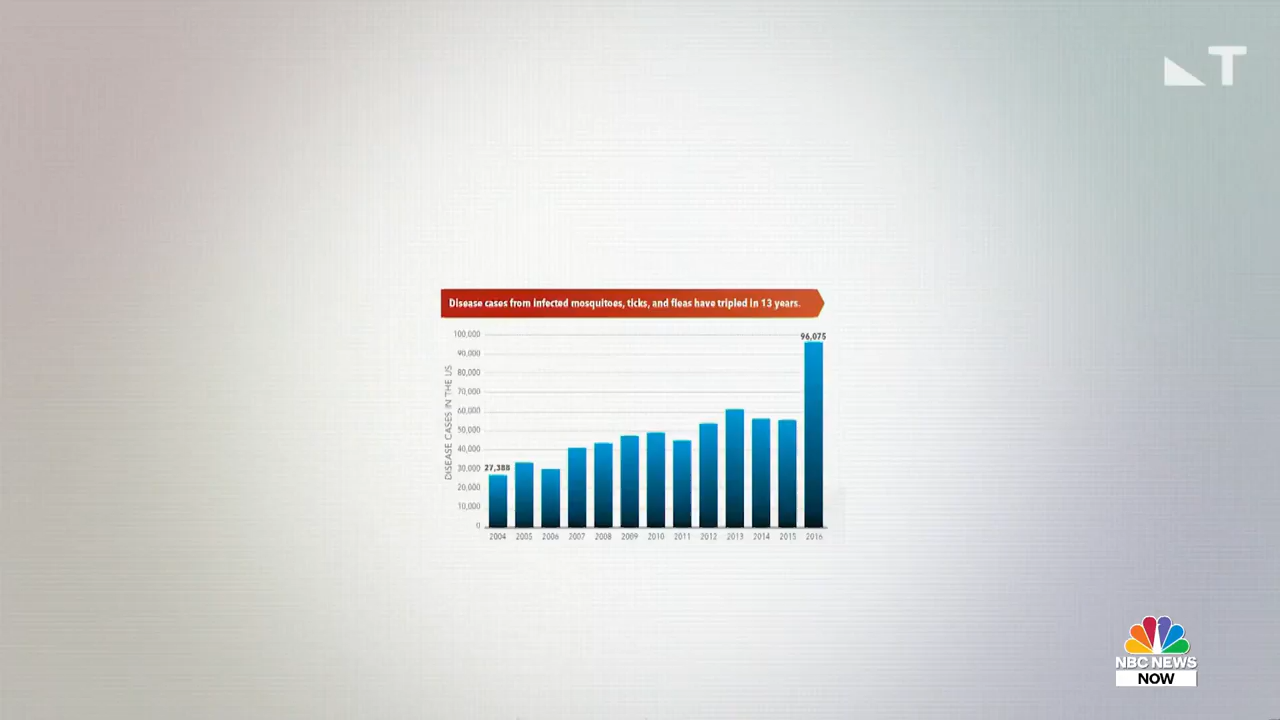 T
Disease cases from infected mosquitoes, ticks, and fleas have tripled in 13 years.
DISEASE CASES IN THE US
100,000
90,000
80,000
70,000
60,000
50,000
40,000
30,000
20,000
10,000
0
27,388
96,075
2004 2005 2006 2007 2008 2009 2010 2011 2012 2013 2014 2015 2016
NBC NEWS
NOW